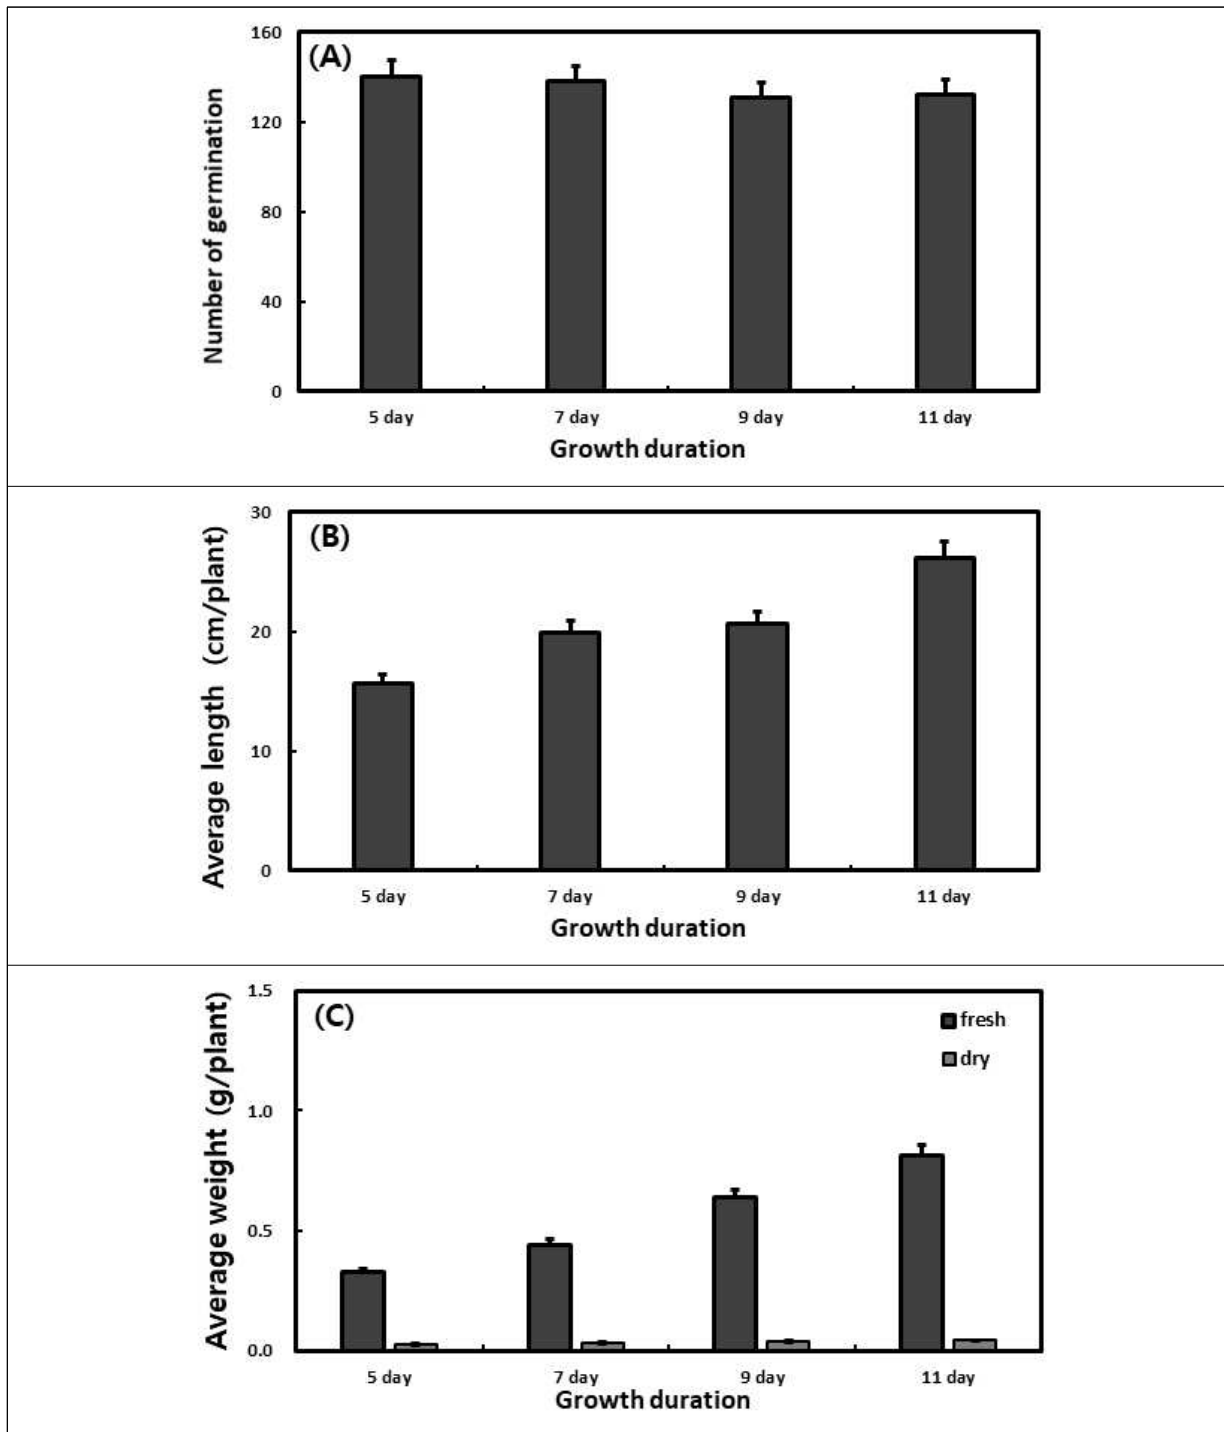 (A)
Number of germination
160
120
80
40
0
5 day 7 day 9 day 11 day
Growth duration
(B)
Average length (cm/plant)
30
20
10
0
5 day 7 day 9 day 11 day
Growth duration
(C)
Average weight (g/plant)
1.5
1.0
0.5
0.0
fresh
dry
5 day 7 day 9 day 11 day
Growth duration